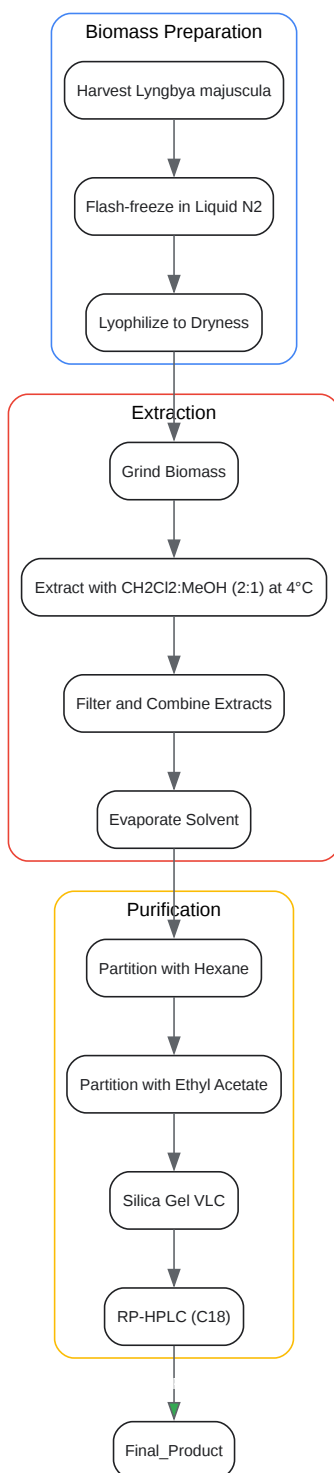 Biomass Preparation
Harvest Lyngbya majuscula
Flash-freeze in Liquid N2
Lyophilize to Dryness
Extraction
Grind Biomass
Extract with CH2Cl2:MeOH (2:1) at 4°C
Filter and Combine Extracts
Evaporate Solvent
Purification
Partition with Hexane
Partition with Ethyl Acetate
Silica Gel VLC
RP-HPLC (C18)
Final_Product